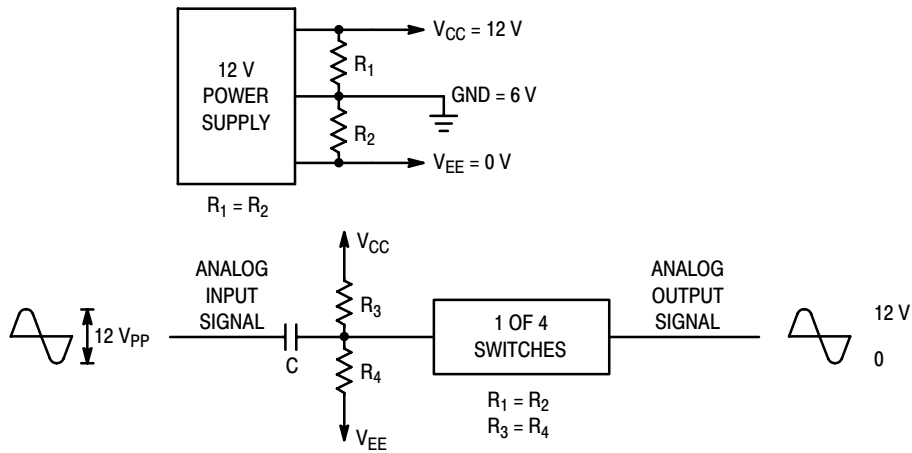 12 V
POWER
SUPPLY
V_CC = 12 V
R_1
GND = 6 V
R_2
V_EE = 0 V
R_1 = R_2
V_CC
12 V_PP
ANALOG
INPUT
SIGNAL
C
R_3
R_4
V_EE
1 OF 4
SWITCHES
R_1 = R_2
R_3 = R_4
ANALOG
OUTPUT
SIGNAL
12 V
0